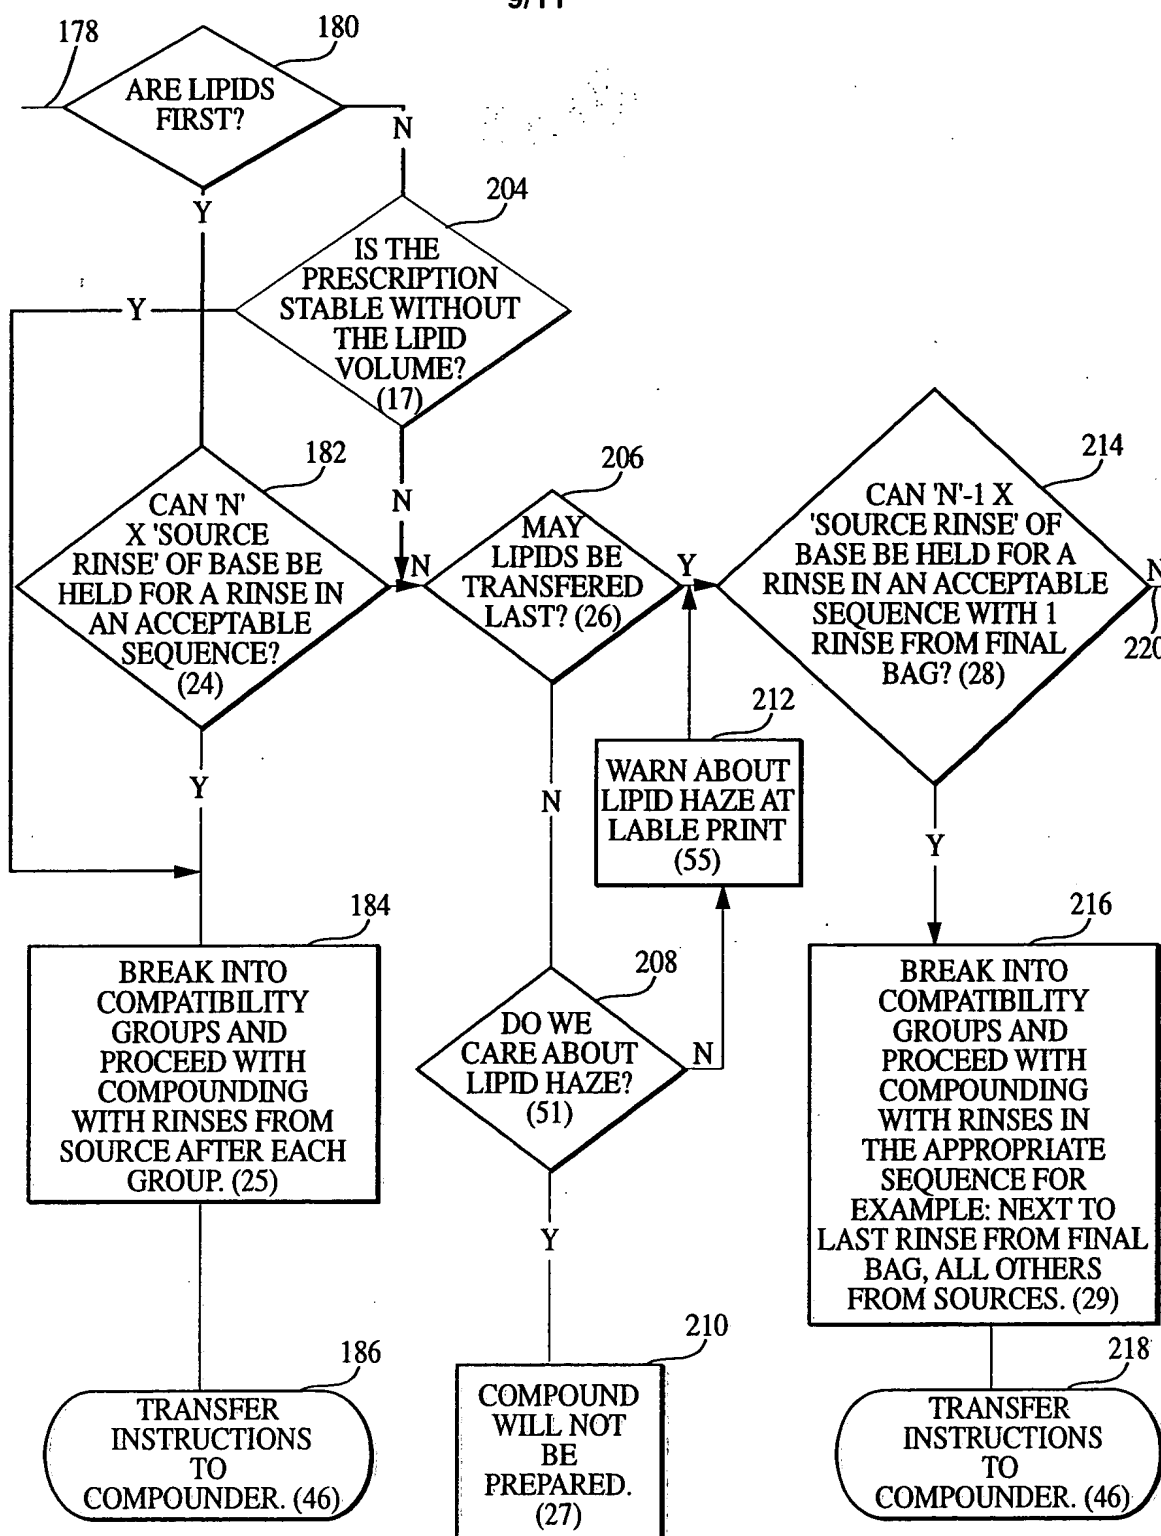 9/11
178
180
ARE LIPIDS
FIRST?
N
Y
204
IS THE
PRESCRIPTION
STABLE WITHOUT
THE LIPID
VOLUME?
(17)
Y
N
182
CAN 'N'
X 'SOURCE
RINSE' OF BASE BE
HELD FOR A RINSE IN
AN ACCEPTABLE
SEQUENCE?
(24)
N
Y
206
MAY
LIPIDS BE
TRANSFERED
LAST? (26)
Y
N
214
CAN 'N'-1 X
'SOURCE RINSE' OF
BASE BE HELD FOR A
RINSE IN AN ACCEPTABLE
SEQUENCE WITH 1
RINSE FROM FINAL
BAG? (28)
N
220
Y
212
WARN ABOUT
LIPID HAZE AT
LABLE PRINT
(55)
184
BREAK INTO
COMPATIBILITY
GROUPS AND
PROCEED WITH
COMPOUNDING
WITH RINSES FROM
SOURCE AFTER EACH
GROUP. (25)
208
DO WE
CARE ABOUT
LIPID HAZE?
(51)
N
Y
216
BREAK INTO
COMPATIBILITY
GROUPS AND
PROCEED WITH
COMPOUNDING
WITH RINSES IN
THE APPROPRIATE
SEQUENCE FOR
EXAMPLE: NEXT TO
LAST RINSE FROM FINAL
BAG, ALL OTHERS
FROM SOURCES. (29)
186
TRANSFER
INSTRUCTIONS
TO
COMPOUNDER. (46)
210
COMPOUND
WILL NOT
BE
PREPARED.
(27)
218
TRANSFER
INSTRUCTIONS
TO
COMPOUNDER. (46)